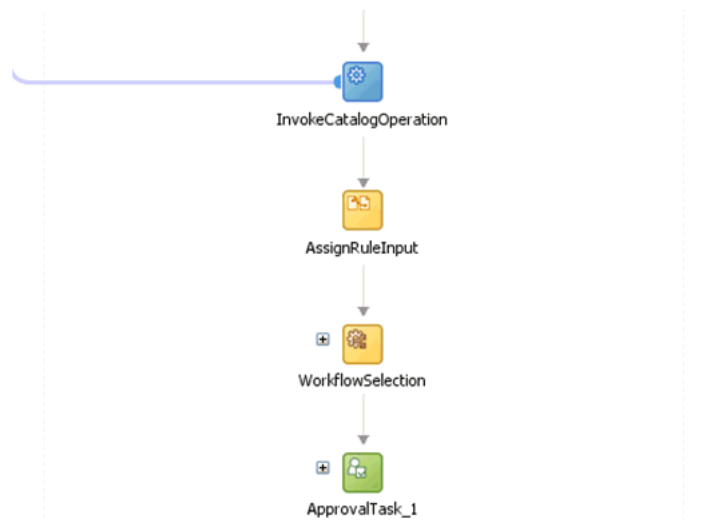 InvokeCatalogOperation
AssignRuleInput
WorkflowSelection
ApprovalTask_1